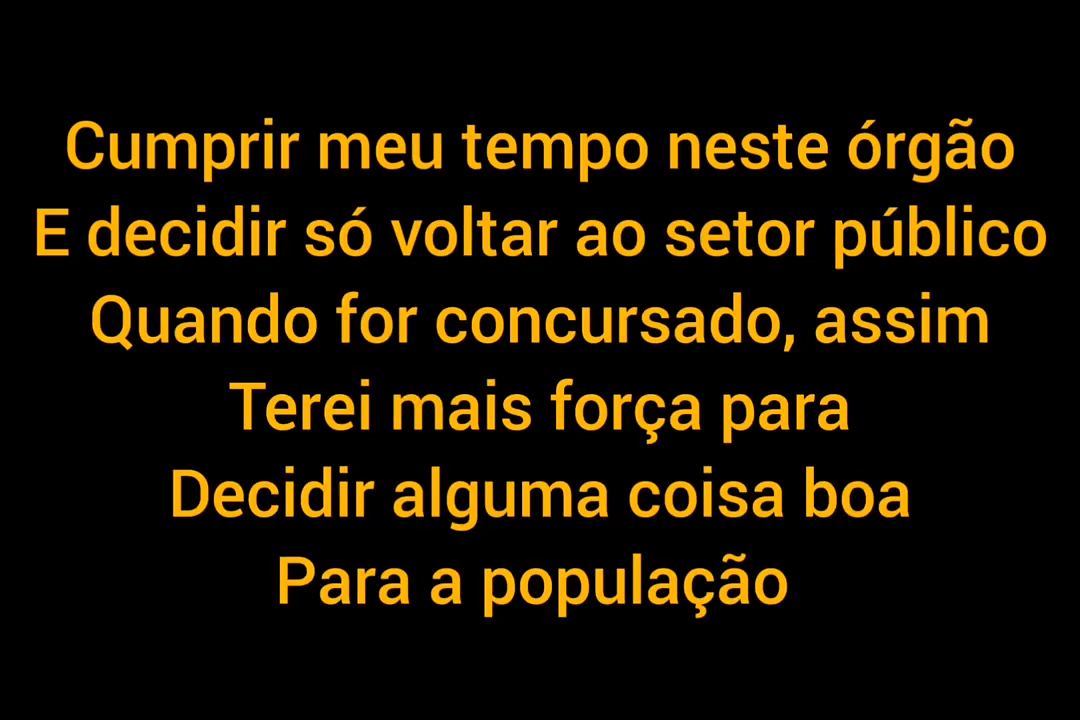 Cumprir meu tempo neste órgão
E decidir só voltar ao setor público
Quando for concursado, assim
Terei mais força para
Decidir alguma coisa boa
Para a população